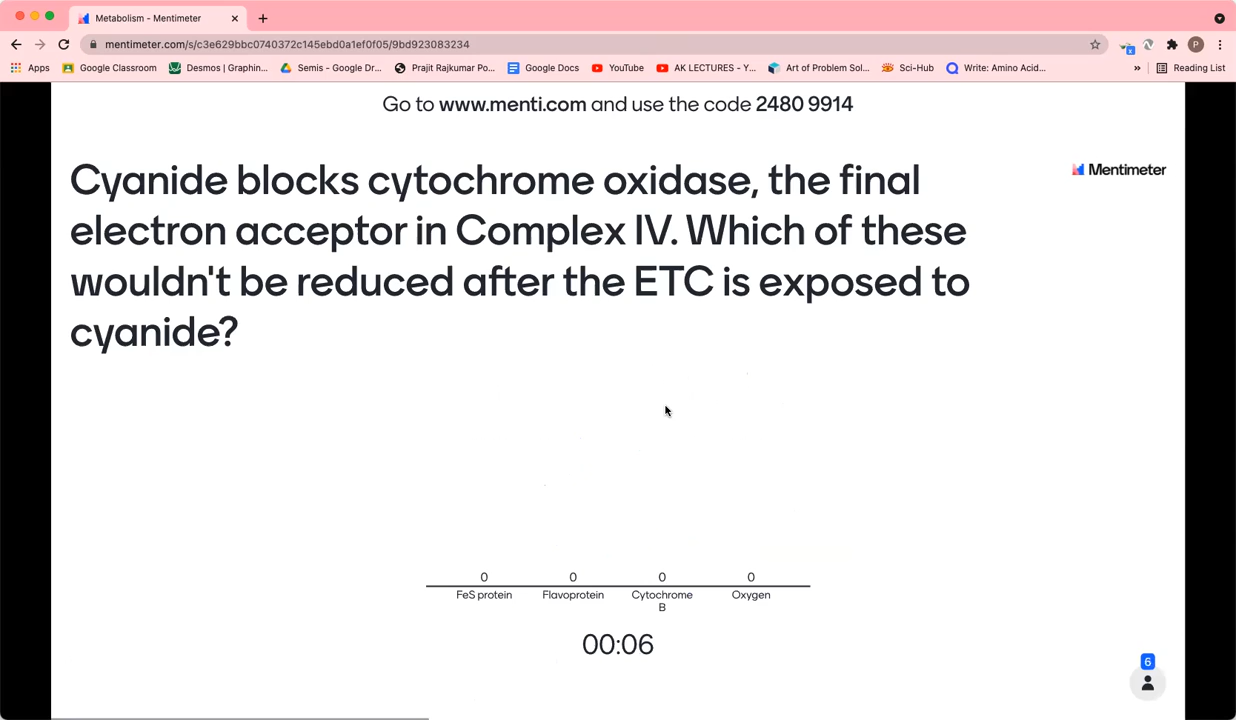 Metabolism - Mentimeter
mentimeter.com/s/c3e629bbc0740372c145ebd0a1ef0f05/9bd923083234
P
Apps Google Classroom Desmos | Graphin... Semis - Google Dr... Prajit Rajkumar Po... Google Docs YouTube AK LECTURES - Y... Art of Problem Sol... Sci-Hub Write: Amino Acid... » Reading List
Go to www.menti.com and use the code 2480 9914
Mentimeter
Cyanide blocks cytochrome oxidase, the final
electron acceptor in Complex IV. Which of these
wouldn't be reduced after the ETC is exposed to
cyanide?
0 0 0 0
FeS protein Flavoprotein Cytochrome Oxygen
B
00:06
6